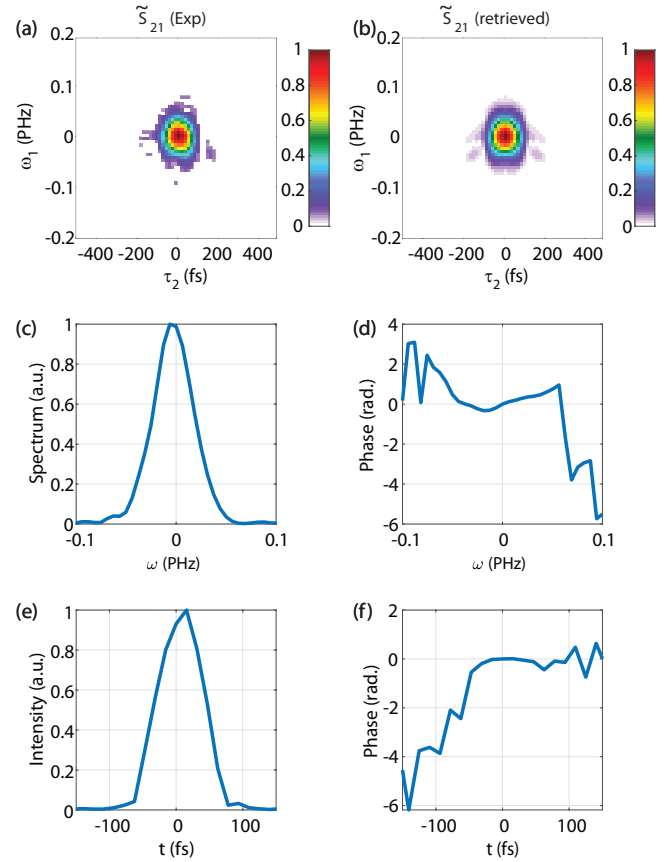 (a) S̃21 (Exp)
0.2
0.1
0
-0.1
-0.2
ω1 (PHz)
-400 -200 0 200 400
τ2 (fs)
1
0.8
0.6
0.4
0.2
0
(b) S̃21 (retrieved)
0.2
0.1
0
-0.1
-0.2
ω1 (PHz)
-400 -200 0 200 400
τ2 (fs)
1
0.8
0.6
0.4
0.2
0
(c)
1
0.8
0.6
0.4
0.2
0
Spectrum (a.u.)
-0.1 0 0.1
ω (PHz)
(d)
4
2
0
-2
-4
-6
Phase (rad.)
-0.1 0 0.1
ω (PHz)
(e)
1
0.8
0.6
0.4
0.2
0
Intensity (a.u.)
-100 0 100
t (fs)
(f)
2
0
-2
-4
-6
Phase (rad.)
-100 0 100
t (fs)